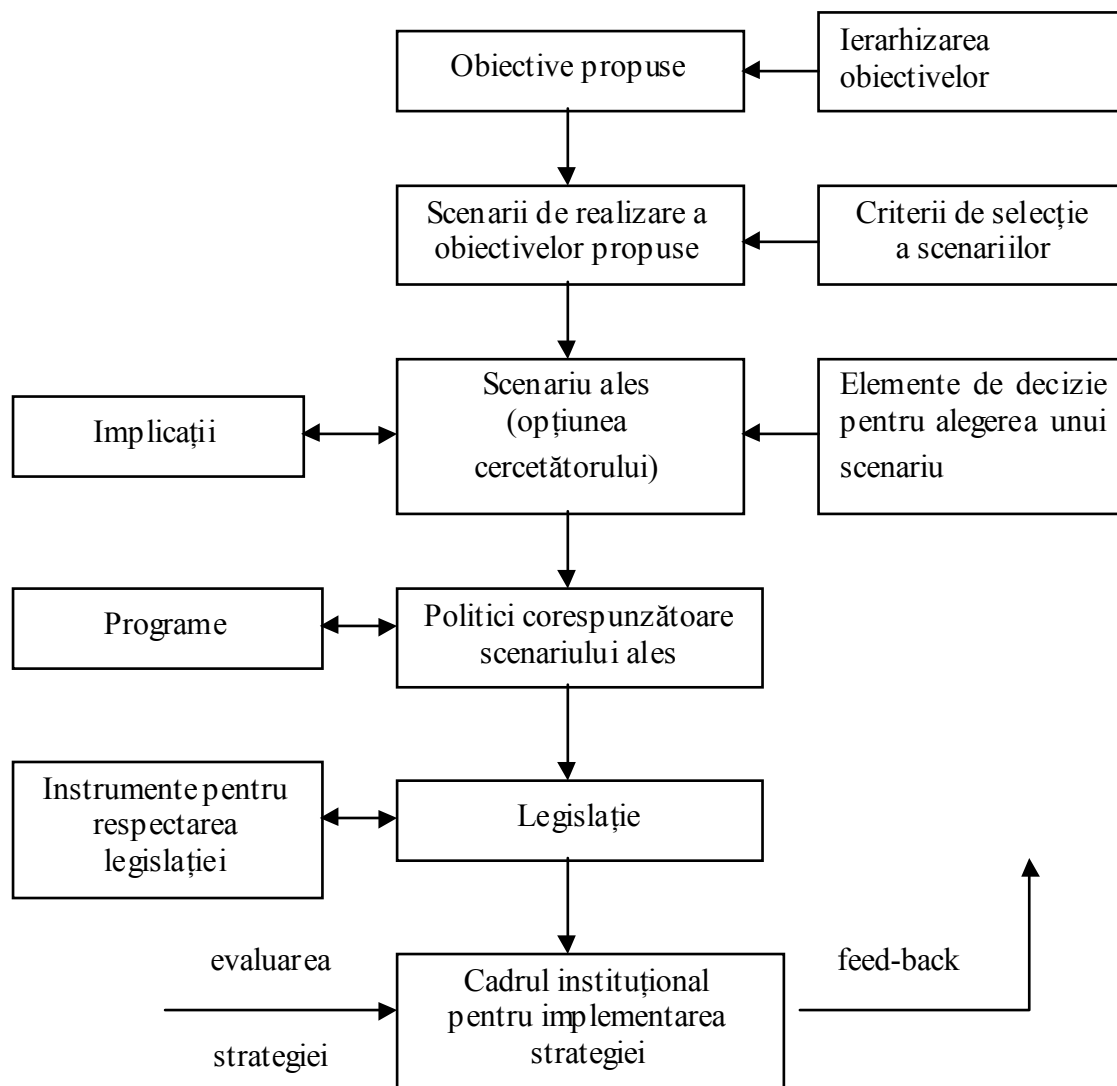 Obiective propuse
Ierarhizarea
obiectivelor
Scenarii de realizare a
obiectivelor propuse
Criterii de selecție
a scenariilor
Implicații
Scenariu ales
(opțiunea
cercetătorului)
Elemente de decizie
pentru alegerea unui
scenariu
Programe
Politici corespunzătoare
scenariului ales
Instrumente pentru
respectarea
legislației
Legislație
evaluarea
strategiei
Cadrul instituțional
pentru implementarea
strategiei
feed-back